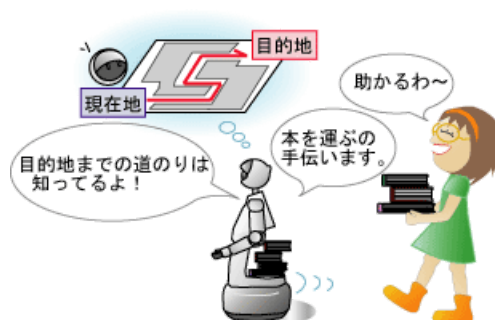 目的地
現在地
助かるわ～
目的地までの道のりは
知ってるよ！
本を運ぶの
手伝います。